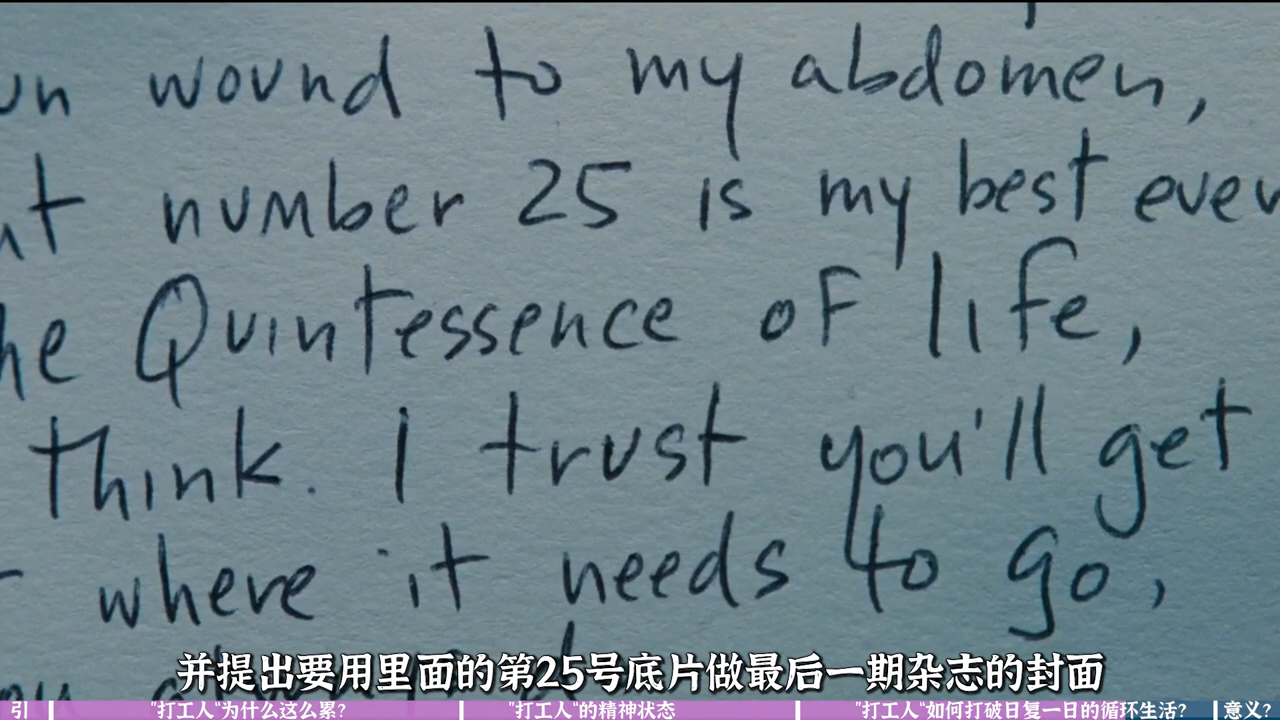 un wound to my abdomen,
t number 25 is my best ever
he Quintessence of life,
think. I trust you'll get
where it needs to go,
并提出要用里面的第25号底片做最后一期杂志的封面
引 "打工人"为什么这么累? "打工人"的精神状态 "打工人"如何打破日复一日的循环生活? 意义?